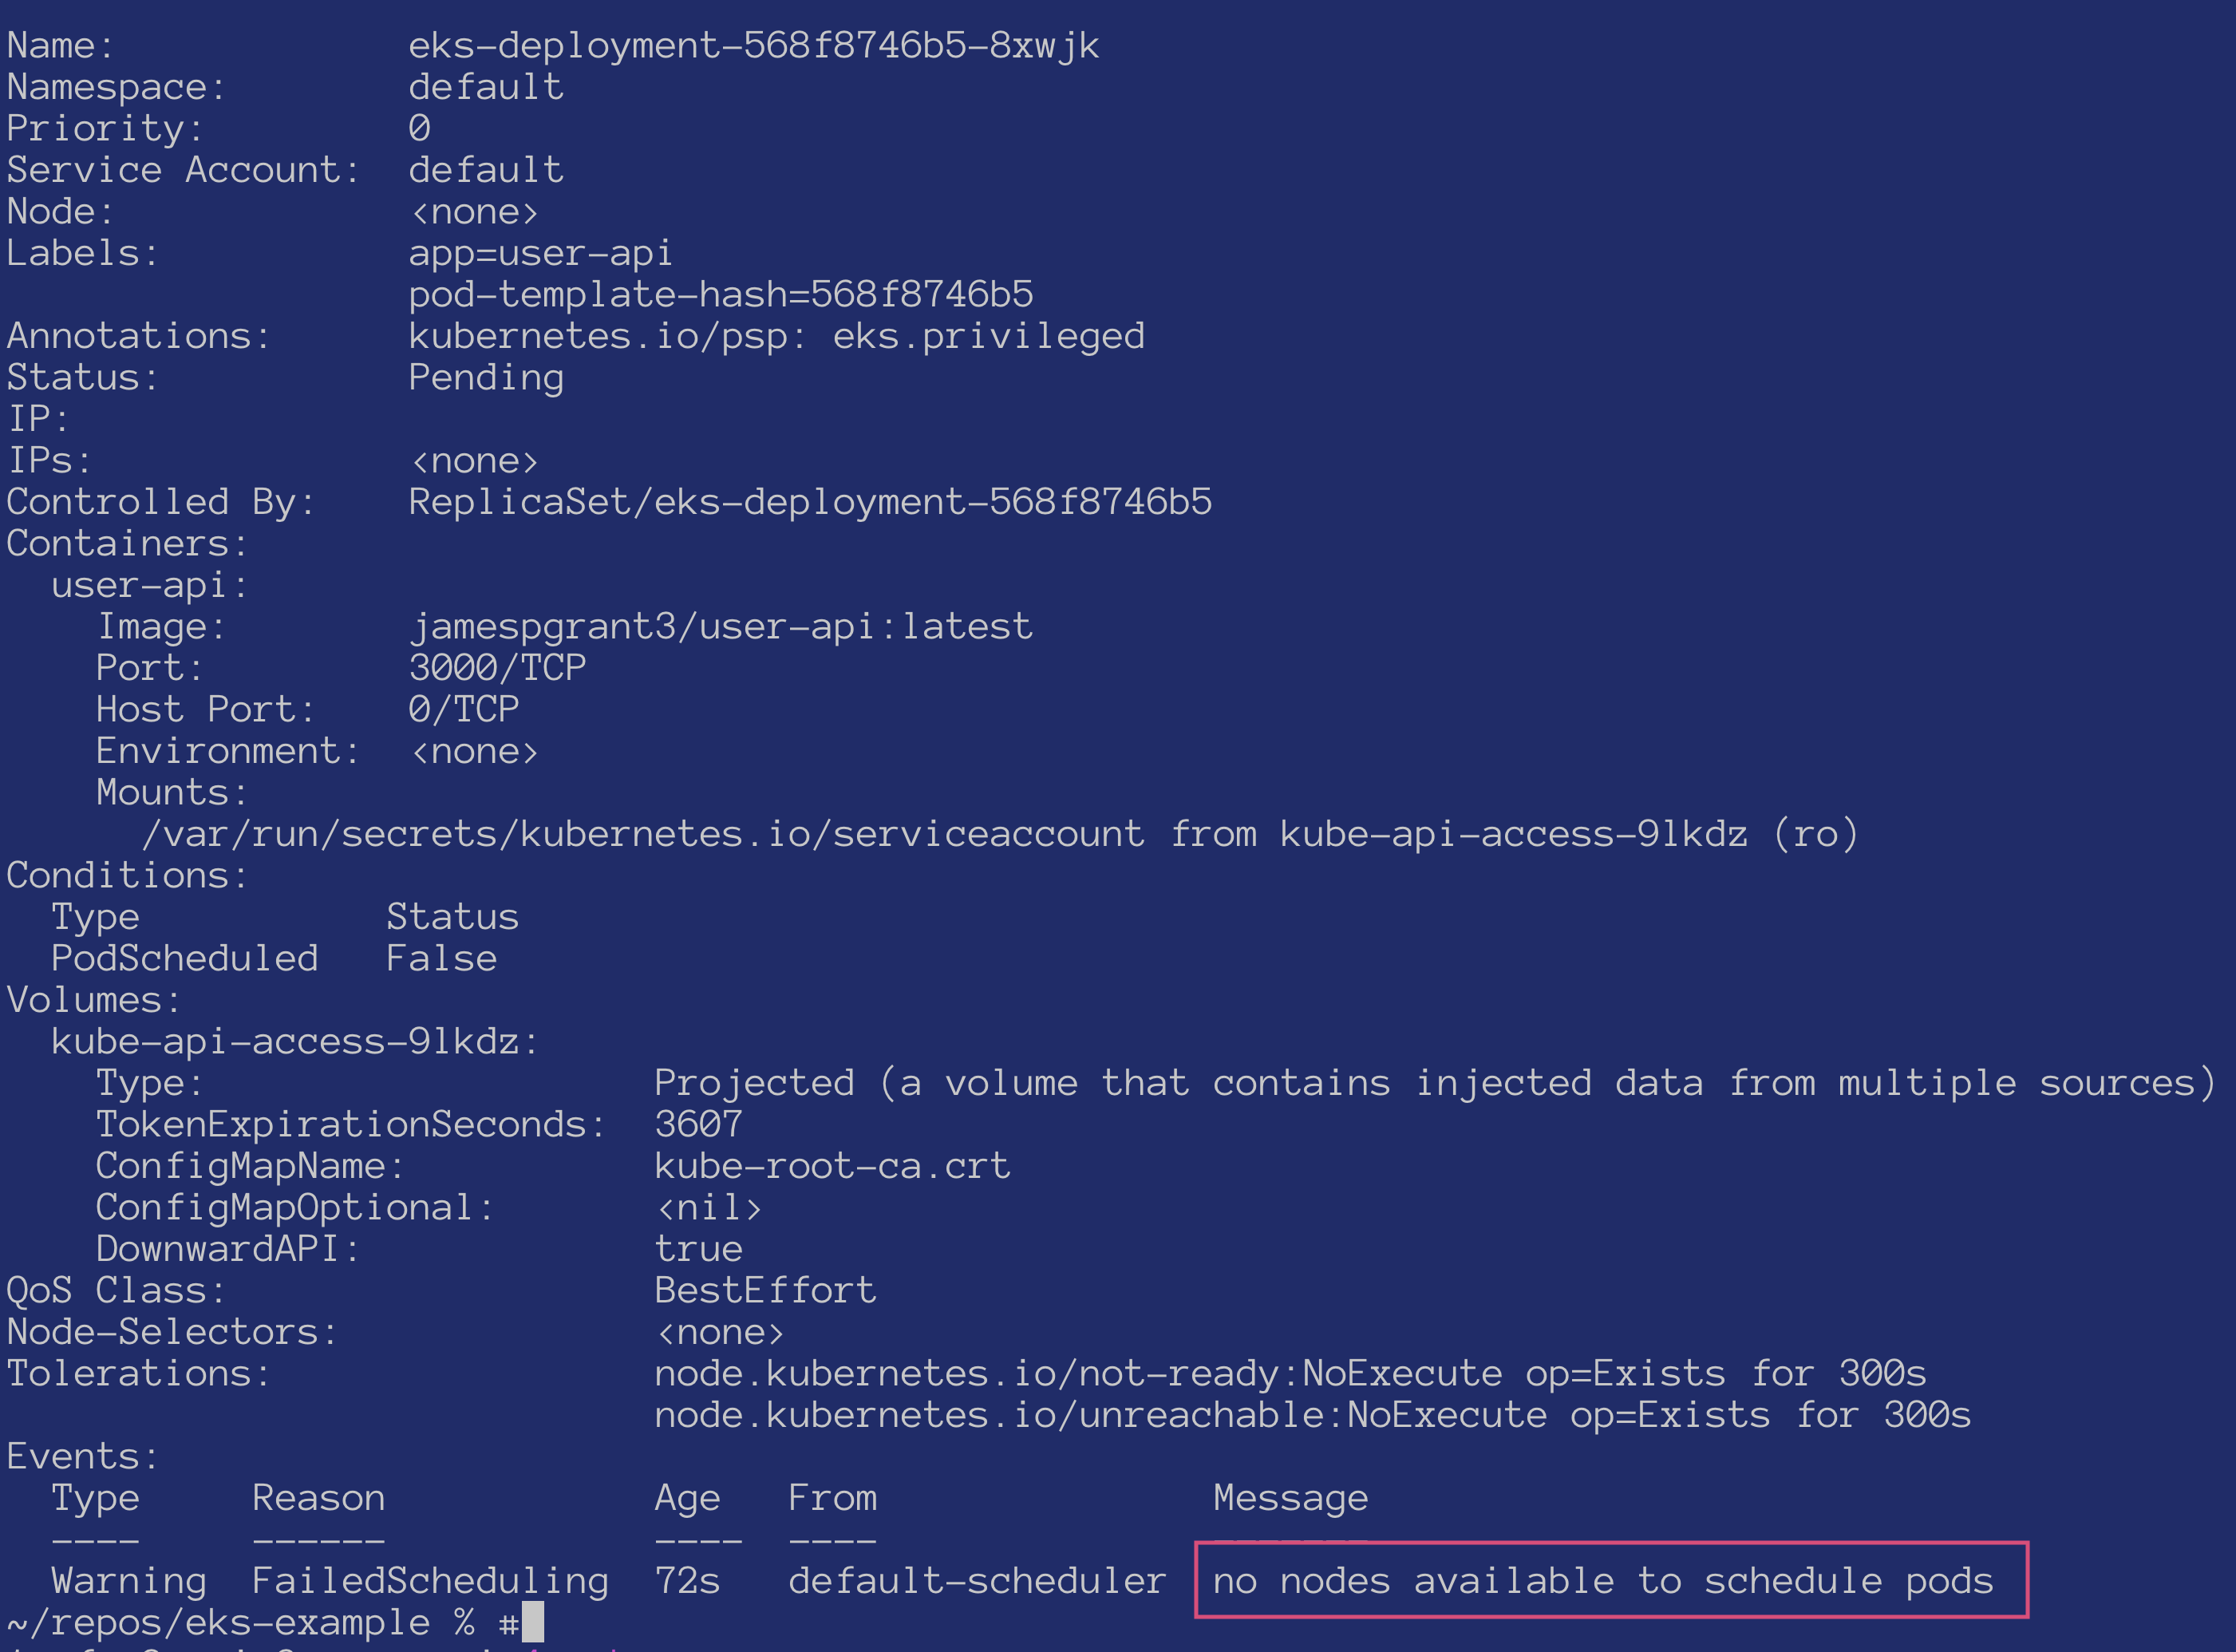 Name: eks-deployment-568f8746b5-8xwjk
Namespace: default
Priority: 0
Service Account: default
Node: <none>
Labels: app=user-api
pod-template-hash=568f8746b5
Annotations: kubernetes.io/psp: eks.privileged
Status: Pending
IP:
IPs: <none>
Controlled By: ReplicaSet/eks-deployment-568f8746b5
Containers:
user-api:
Image: jamespgrant3/user-api:latest
Port: 3000/TCP
Host Port: 0/TCP
Environment: <none>
Mounts:
/var/run/secrets/kubernetes.io/serviceaccount from kube-api-access-9lkdz (ro)
Conditions:
Type Status
PodScheduled False
Volumes:
kube-api-access-9lkdz:
Type: Projected (a volume that contains injected data from multiple sources)
TokenExpirationSeconds: 3607
ConfigMapName: kube-root-ca.crt
ConfigMapOptional: <nil>
DownwardAPI: true
QoS Class: BestEffort
Node-Selectors: <none>
Tolerations: node.kubernetes.io/not-ready:NoExecute op=Exists for 300s
node.kubernetes.io/unreachable:NoExecute op=Exists for 300s
Events:
Type Reason Age From Message
---- ------ ---- ---- -------
Warning FailedScheduling 72s default-scheduler no nodes available to schedule pods
~/repos/eks-example % #